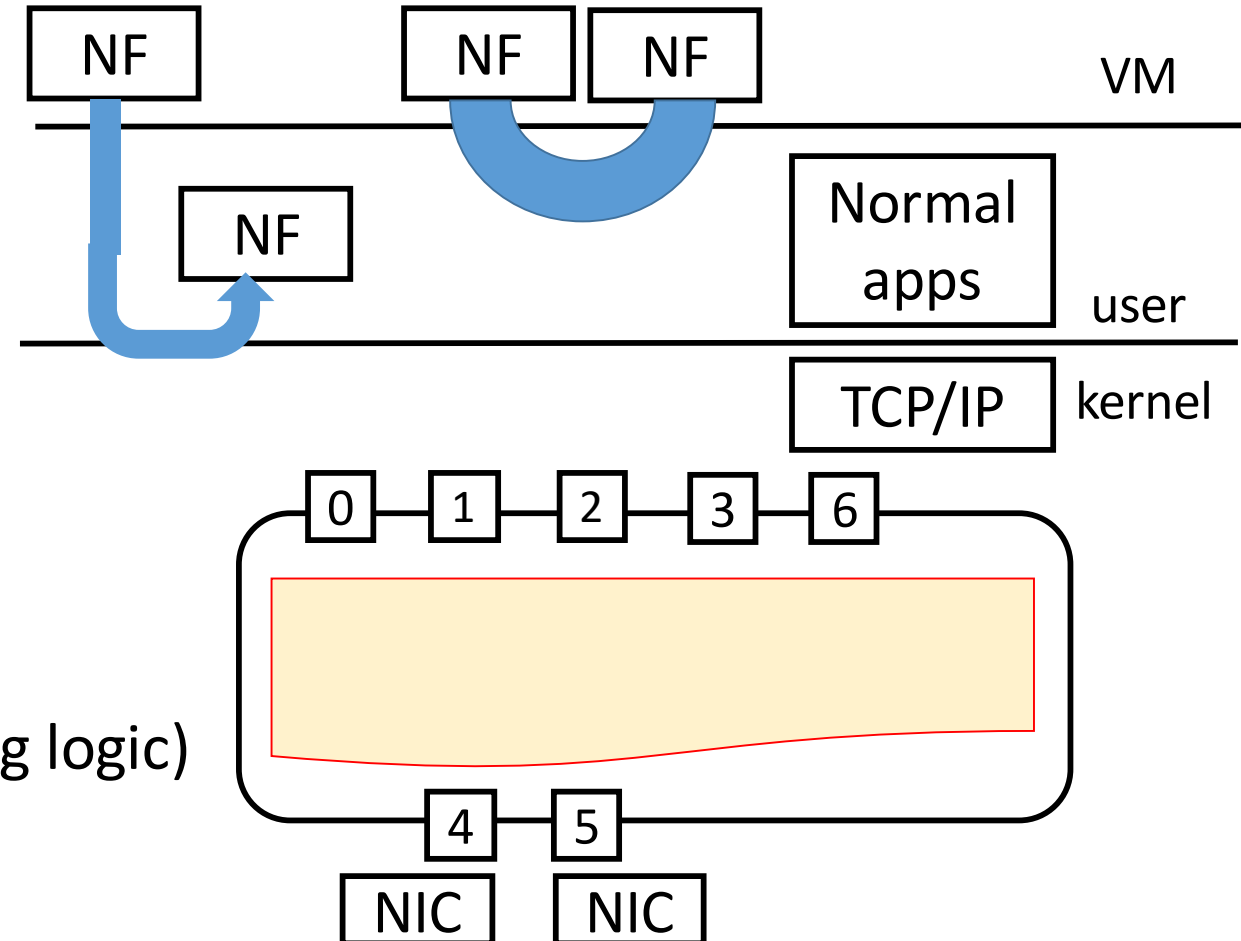 NF
NF
NF
VM
NF
Normal
apps
user
TCP/IP
kernel
0
1
2
3
6
g logic)
4
5
NIC
NIC